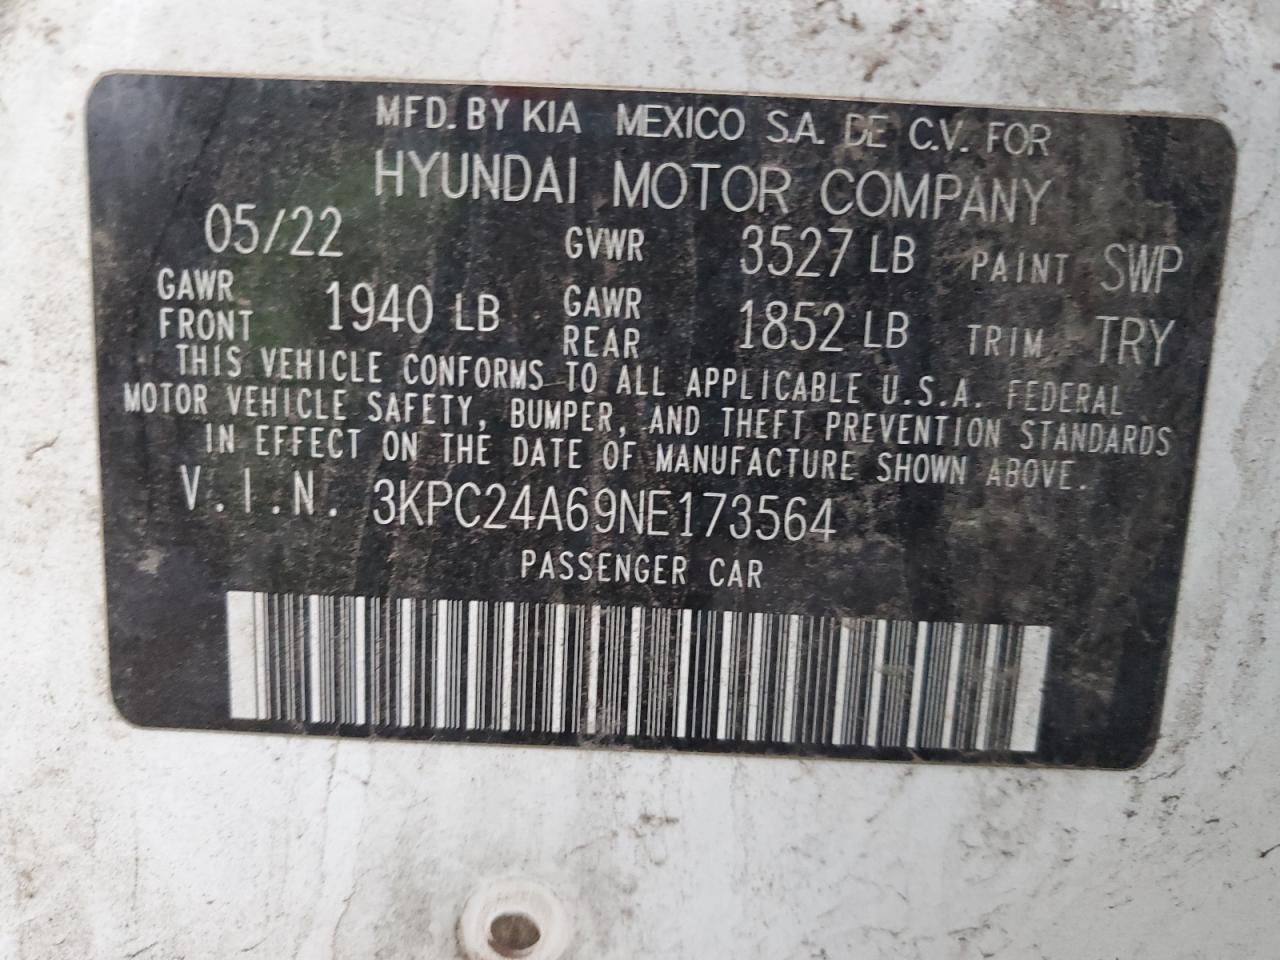 MFD. BY KIA MEXICO S.A. DE C.V. FOR
HYUNDAI MOTOR COMPANY
05/22 GVWR 3527 LB PAINT SWP
GAWR FRONT 1940 LB GAWR REAR 1852 LB TRIM TRY
THIS VEHICLE CONFORMS TO ALL APPLICABLE U.S.A. FEDERAL
MOTOR VEHICLE SAFETY, BUMPER, AND THEFT PREVENTION STANDARDS
IN EFFECT ON THE DATE OF MANUFACTURE SHOWN ABOVE.
V.I.N. 3KPC24A69NE173564
PASSENGER CAR